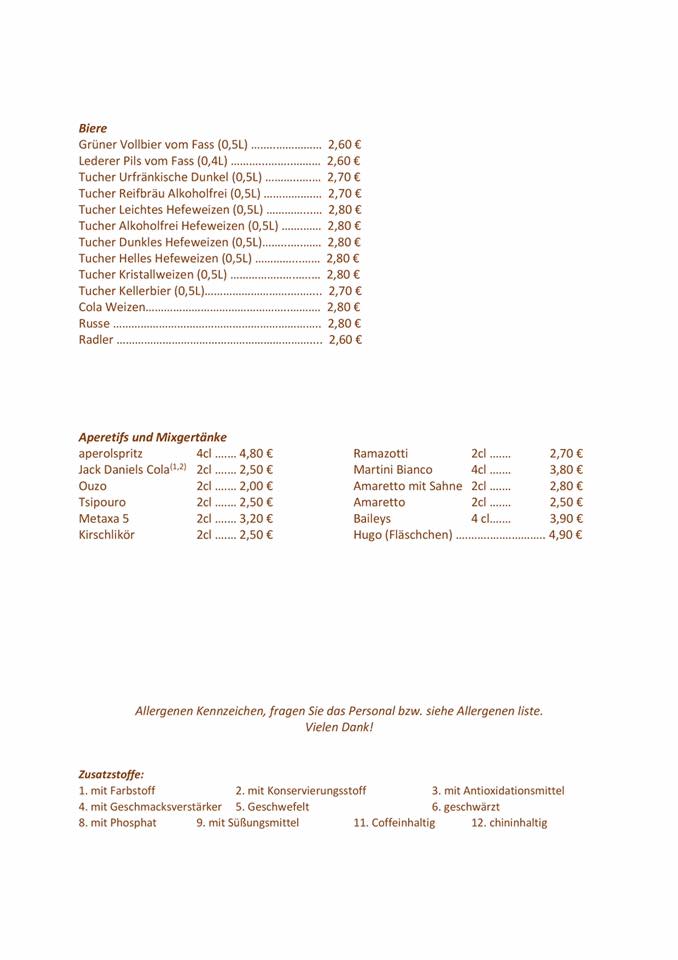 Biere
Grüner Vollbier vom Fass (0,5L) ..................... 2,60 €
Lederer Pils vom Fass (0,4L) ........................ 2,60 €
Tucher Urfränkische Dunkel (0,5L) .................. 2,70 €
Tucher Reifbräu Alkoholfrei (0,5L) ................... 2,70 €
Tucher Leichtes Hefeweizen (0,5L) ................. 2,80 €
Tucher Alkoholfrei Hefeweizen (0,5L) ............. 2,80 €
Tucher Dunkles Hefeweizen (0,5L)................... 2,80 €
Tucher Helles Hefeweizen (0,5L) .................... 2,80 €
Tucher Kristallweizen (0,5L) .......................... 2,80 €
Tucher Kellerbier (0,5L)................................... 2,70 €
Cola Weizen.................................................... 2,80 €
Russe .............................................................. 2,80 €
Radler ............................................................. 2,60 €
Aperetifs und Mixgertänke
aperolspritz 4cl ....... 4,80 € Ramazotti 2cl ....... 2,70 €
Jack Daniels Cola(1,2) 2cl ....... 2,50 € Martini Bianco 4cl ....... 3,80 €
Ouzo 2cl ....... 2,00 € Amaretto mit Sahne 2cl ....... 2,80 €
Tsipouro 2cl ....... 2,50 € Amaretto 2cl ....... 2,50 €
Metaxa 5 2cl ....... 3,20 € Baileys 4 cl....... 3,90 €
Kirschlikör 2cl ....... 2,50 € Hugo (Fläschchen) ........................... 4,90 €
Allergenen Kennzeichen, fragen Sie das Personal bzw. siehe Allergenen liste.
Vielen Dank!
Zusatzstoffe:
1. mit Farbstoff 2. mit Konservierungsstoff 3. mit Antioxidationsmittel
4. mit Geschmacksverstärker 5. Geschwefelt 6. geschwärzt
8. mit Phosphat 9. mit Süßungsmittel 11. Coffeinhaltig 12. chininhaltig